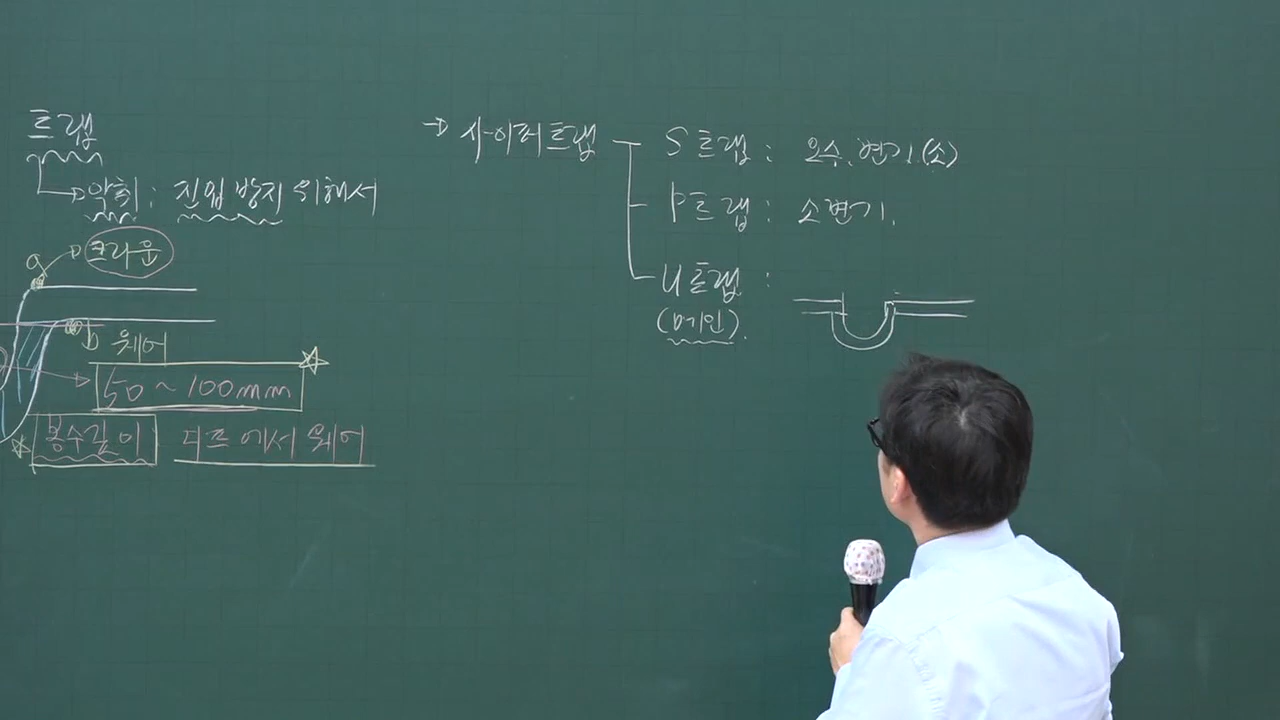 트랩
→ 악취 : 진입 방지 위해서
a → 크라운
b 웨어
50 ~ 100mm
☆ 봉수깊이 디프에서 웨어
→ 사이퍼트랩
S트랩 : 오수. 변기.(소)
P트랩 : 소변기.
U트랩 :
(메인).